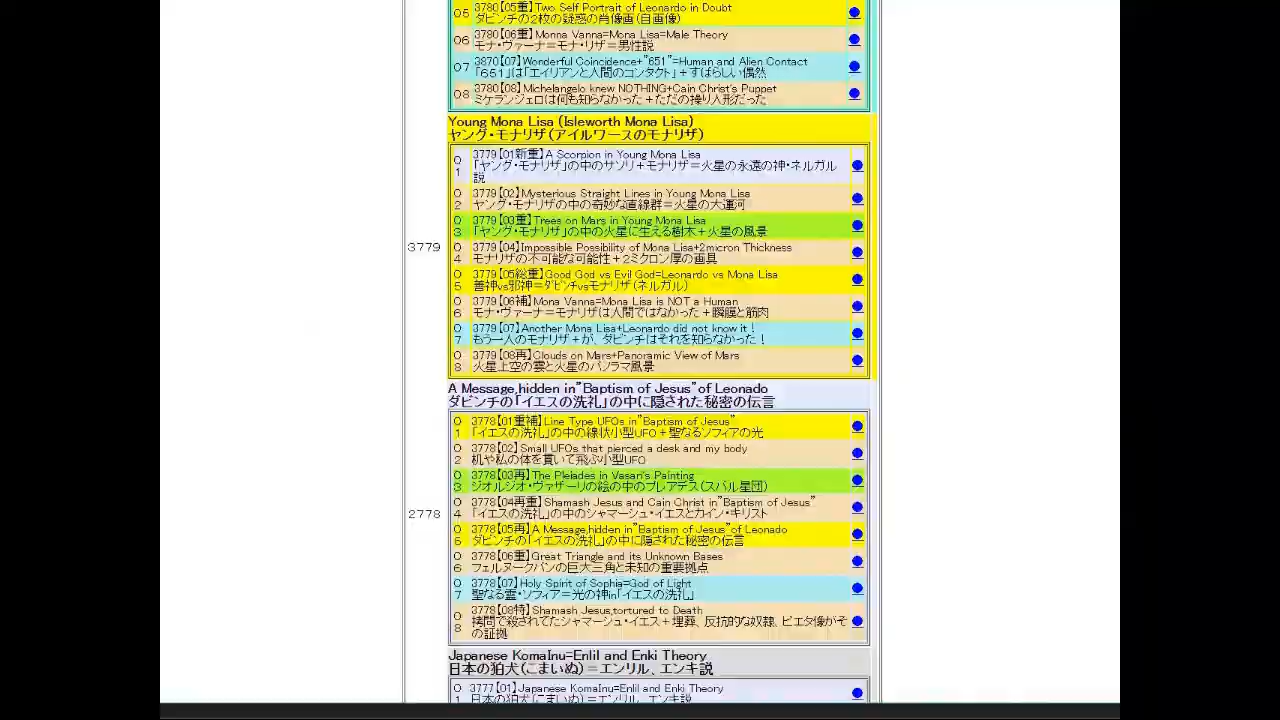 05 3780【05重】Two Self Portrait of Leonardo in Doubt
ダビンチの2枚の疑惑の肖像画(自画像)
06 3780【06重】Monna Vanna=Mona Lisa=Male Theory
モナ・ヴァーナ＝モナ・リザ＝男性説
07 3870【07】Wonderful Coincidence+"651"=Human and Alien Contact
「651」は「エイリアンと人間のコンタクト」＋すばらしい偶然
08 3780【08】Michelangelo knew NOTHING+Cain Christ's Puppet
ミケランジェロは何も知らなかった＋ただの操り人形だった
Young Mona Lisa (Isleworth Mona Lisa)
ヤング・モナリザ(アイルワースのモナリザ)
3779
01 3779【01新重】A Scorpion in Young Mona Lisa
「ヤング・モナリザ」の中のサソリ＋モナリザ＝火星の永遠の神・ネルガル
説
02 3779【02】Mysterious Straight Lines in Young Mona Lisa
ヤング・モナリザの中の奇妙な直線群＝火星の大運河
03 3779【03重】Trees on Mars in Young Mona Lisa
「ヤング・モナリザ」の中の火星に生える樹木＋火星の風景
04 3779【04】Impossible Possibility of Mona Lisa+2micron Thickness
モナリザの不可能な可能性＋2ミクロン厚の画具
05 3779【05総重】Good God vs Evil God=Leonardo vs Mona Lisa
善神vs邪神＝ﾀﾞﾋﾞﾝﾁvsモナリザ(ネルガル)
06 3779【06補】Mona Vanna=Mona Lisa is NOT a Human
モナ・ヴァーナ＝モナリザは人間ではなかった＋瞬膜と筋肉
07 3779【07】Another Mona Lisa+Leonardo did not know it！
もう一人のモナリザ＋が、ダビンチはそれを知らなかった！
08 3779【08再】Clouds on Mars+Panoramic View of Mars
火星上空の雲と火星のパノラマ風景
A Message,hidden in"Baptism of Jesus"of Leonado
ダビンチの「イエスの洗礼」の中に隠された秘密の伝言
2778
01 3778【01重補】Line Type UFOs in"Baptism of Jesus"
「イエスの洗礼」の中の線状小型UFO＋聖なるソフィアの光
02 3778【02】Small UFOs that pierced a desk and my body
机や私の体を貫いて飛ぶ小型UFO
03 3778【03再】The Pleiades in Vasari's Painting
ジオルジオ・ヴァザーリの絵の中のプレアデス(スバル星団)
04 3778【04再重】Shamash Jesus and Cain Christ in"Baptism of Jesus"
「イエスの洗礼」の中のシャマーシュ・イエスとカイン・キリスト
05 3778【05再】A Message,hidden in"Baptism of Jesus"of Leonado
ダビンチの「イエスの洗礼」の中に隠された秘密の伝言
06 3778【06重】Great Triangle and its Unknown Bases
フェルヌークバンの巨大三角と未知の重要拠点
07 3778【07】Holy Spirit of Sophia=God of Light
聖なる霊・ソフィア＝光の神in「イエスの洗礼」
08 3778【08特】Shamash Jesus,tortured to Death
拷問で殺されてたシャマーシュ・イエス＋埋葬、反抗的な奴隷、ピエタ像がそ
の証拠
Japanese KomaInu=Enlil and Enki Theory
日本の狛犬(こまいぬ)＝エンリル、エンキ説
01 3777【01】Japanese KomaInu=Enlil and Enki Theory
日本の狛犬(こまいぬ)＝エンリル、エンキ説